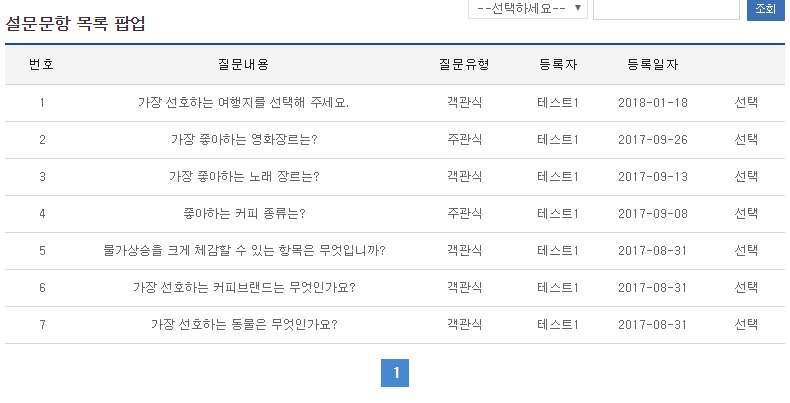 --선택하세요-- 조회
설문문항 목록 팝업
번호 질문내용 질문유형 등록자 등록일자
1 가장 선호하는 여행지를 선택해 주세요. 객관식 테스트1 2018-01-18 선택
2 가장 좋아하는 영화장르는? 주관식 테스트1 2017-09-26 선택
3 가장 좋아하는 노래 장르는? 객관식 테스트1 2017-09-13 선택
4 좋아하는 커피 종류는? 주관식 테스트1 2017-09-08 선택
5 물가상승을 크게 체감할 수 있는 항목은 무엇입니까? 객관식 테스트1 2017-08-31 선택
6 가장 선호하는 커피브랜드는 무엇인가요? 객관식 테스트1 2017-08-31 선택
7 가장 선호하는 동물은 무엇인가요? 객관식 테스트1 2017-08-31 선택
1